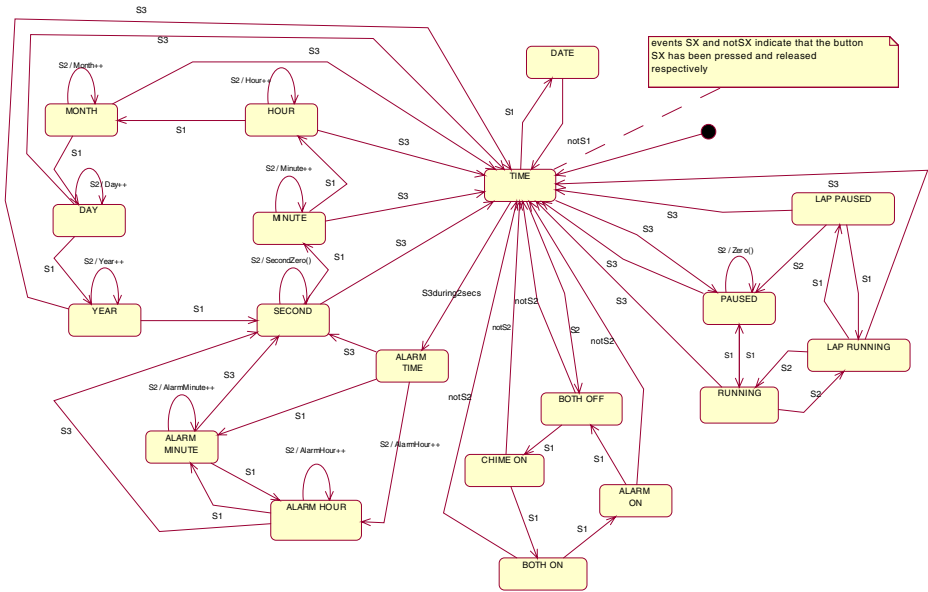 S3
DATE
events SX and notSX indicate that the button
SX has been pressed and released
respectively
S3
S3
S2 / Month++
S2 / Hour++
MONTH
HOUR
S1
S1
notS1
S3
S1
S2 / Minute++
TIME
S3
S2 / Day++
S1
DAY
MINUTE
S3
LAP PAUSED
S3
S3
S3
S2 / Zero()
S2 / SecondZero()
S1
S1
S2 / Year++
S3
S2
S1
S1
YEAR
S1
SECOND
S3during2secs
PAUSED
notS2
S3
notS2
S2
notS2
LAP RUNNING
S3
ALARM
TIME
S1
S1
S2
S2 / AlarmMinute++
S3
RUNNING
S2
notS2
BOTH OFF
S1
S3
ALARM
MINUTE
S2 / AlarmHour++
S2 / AlarmHour++
S1
CHIME ON
S1
S1
ALARM
ON
ALARM HOUR
S1
S1
S1
BOTH ON